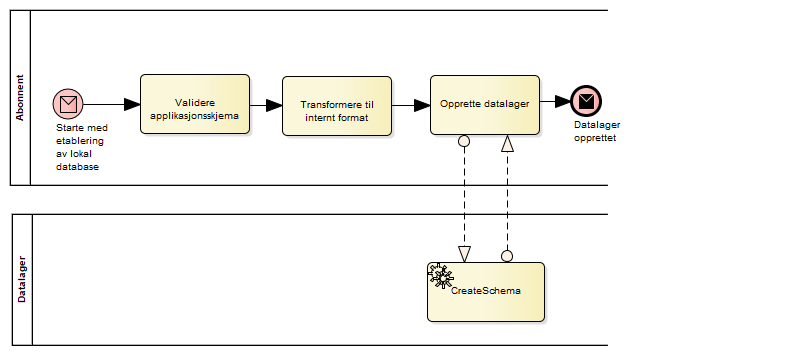 Abonnent
Starte med
etablering
av lokal
database
Validere
applikasjonsskjema
Transformere til
internt format
Opprette datalager
Datalager
opprettet
Datalager
CreateSchema